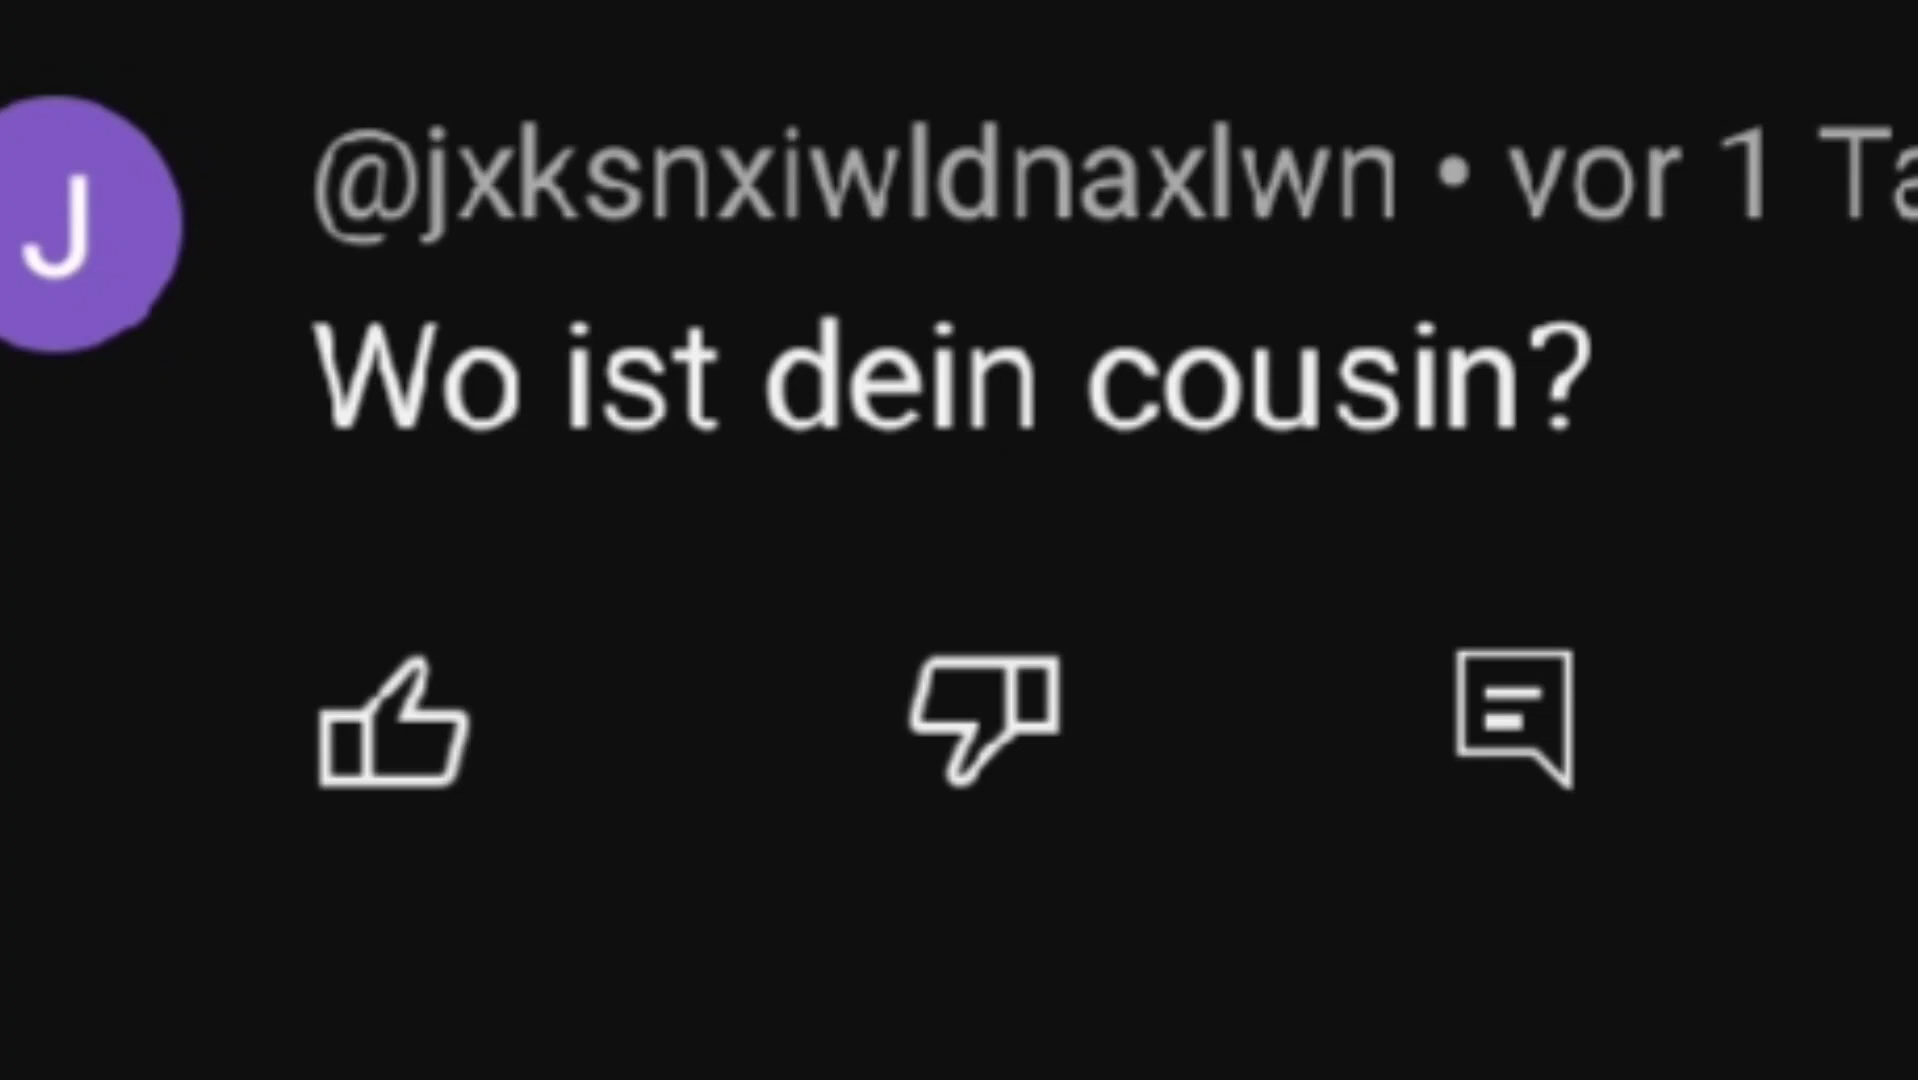 J
@jxksnxiwldnaxlwn • vor 1
Wo ist dein cousin?